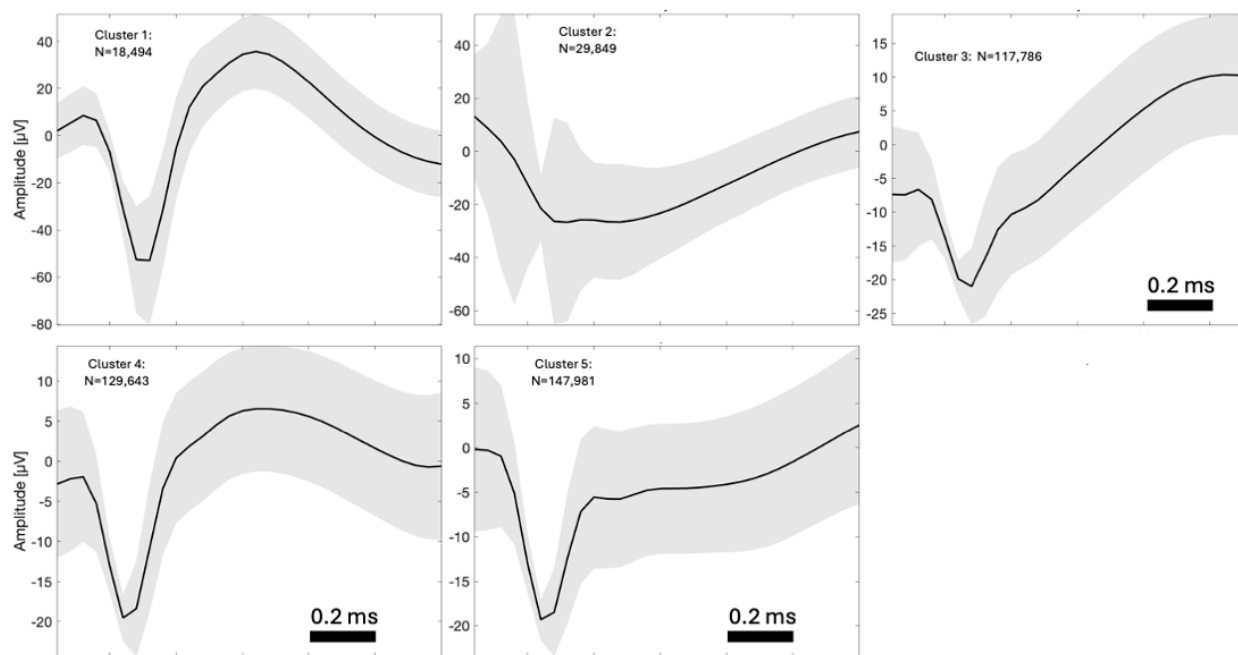 Cluster 1:
N=18,494
Amplitude [µV]
40
20
0
-20
-40
-60
-80
Cluster 2:
N=29,849
40
20
0
-20
-40
-60
Cluster 3: N=117,786
15
10
5
0
-5
-10
-15
-20
-25
0.2 ms
Cluster 4:
N=129,643
Amplitude [µV]
10
5
0
-5
-10
-15
-20
0.2 ms
Cluster 5:
N=147,981
10
5
0
-5
-10
-15
-20
0.2 ms